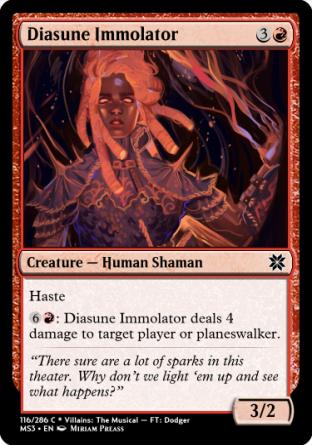 Diasune Immolator 3
Creature — Human Shaman
Haste
6 : Diasune Immolator deals 4
damage to target player or planeswalker.
“There sure are a lot of sparks in this
theater. Why don’t we light ‘em up and see
what happens?”
3/2
116/286 C * Villains: The Musical — FT: Dodger
MS3 • EN Miriam Preass